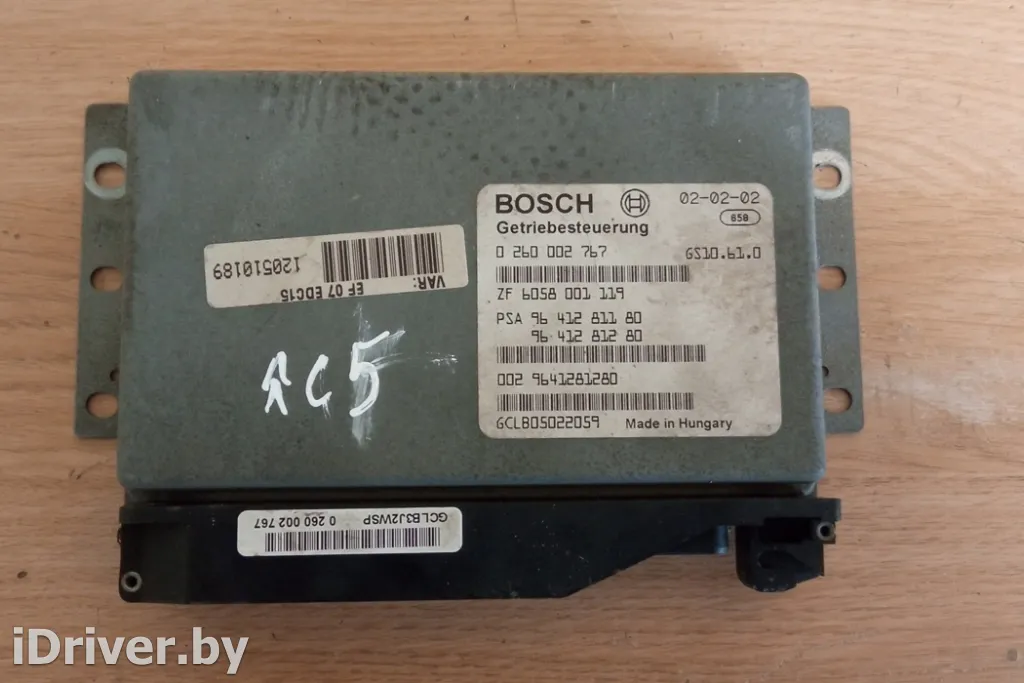 BOSCH 02-02-02
658
Getriebesteuerung
0 260 002 767 GS10.61.0
ZF 6058 001 119
PSA 96 412 811 80
96 412 812 80
002 9641281280
GCLB05022059 Made in Hungary
VAR:
EF 07 EDC15
120510189
GCLB3J2WSP 0 260 002 767
iDriver.by